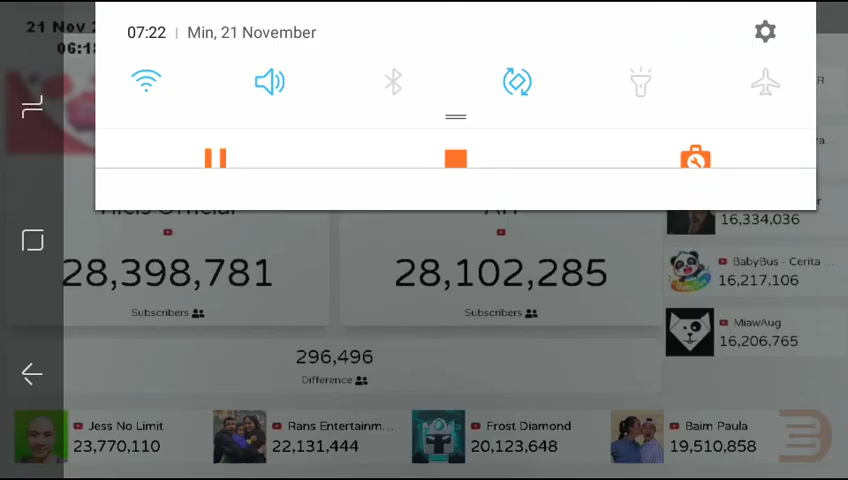 21 Nov
07:22 | Min, 21 November
06:18
16,334,036
28,398,781
Subscribers
28,102,285
Subscribers
BabyBus - Cerita ...
16,217,106
MiawAug
16,206,765
296,496
Difference
Jess No Limit
23,770,110
Rans Entertainm...
22,131,444
Frost Diamond
20,123,648
Baim Paula
19,510,858